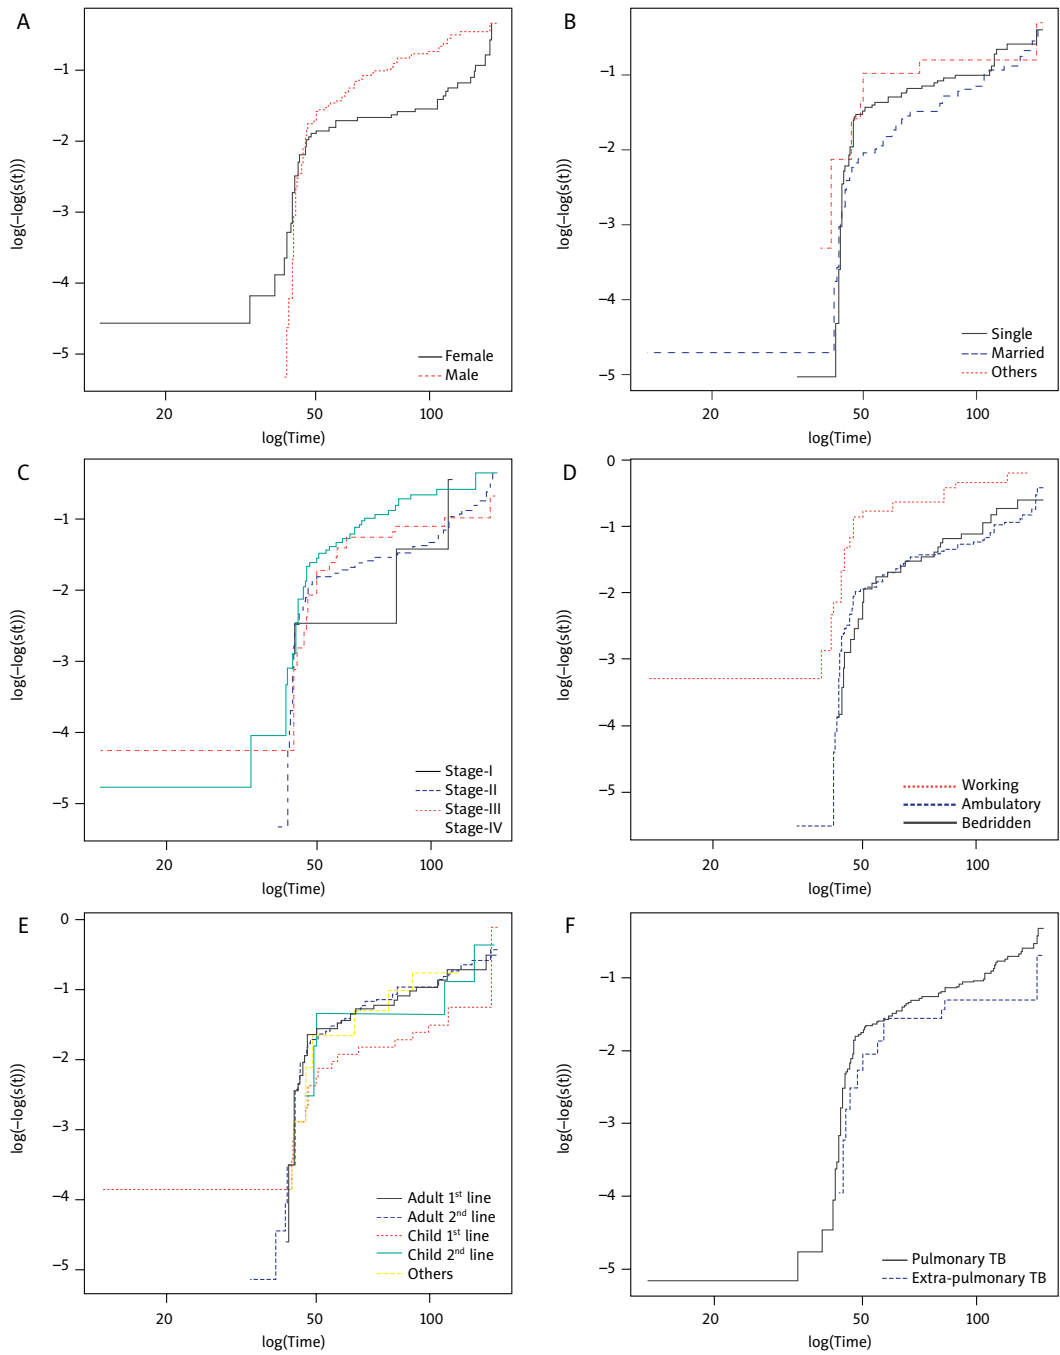 A
log(−log(s(t)))
−1
−2
−3
−4
−5
Female
Male
20
50
100
log(Time)
B
log(−log(s(t)))
−1
−2
−3
−4
−5
Single
Married
Others
20
50
100
log(Time)
C
log(−log(s(t)))
−1
−2
−3
−4
−5
Stage-I
Stage-II
Stage-III
Stage-IV
20
50
100
log(Time)
D
log(−log(s(t)))
0
−1
−2
−3
−4
−5
Working
Ambulatory
Bedridden
20
50
100
log(Time)
E
log(−log(s(t)))
0
−1
−2
−3
−4
−5
Adult 1st line
Adult 2nd line
Child 1st line
Child 2nd line
Others
20
50
100
log(Time)
F
log(−log(s(t)))
−1
−2
−3
−4
−5
Pulmonary TB
Extra-pulmonary TB
20
50
100
log(Time)